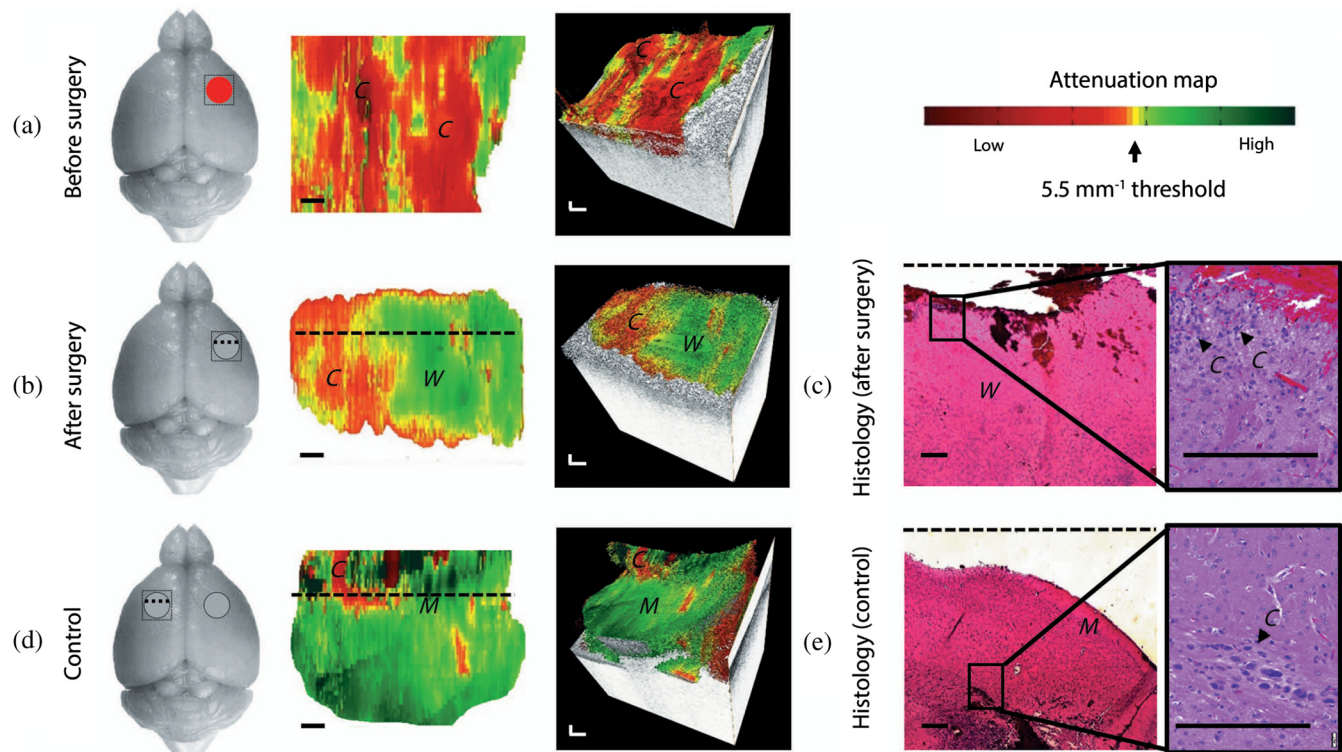 (a)
Before surgery
C
C
C
C
Attenuation map
Low
High
5.5 mm⁻¹ threshold
(b)
After surgery
C
W
C
W
(c)
Histology (after surgery)
W
C
C
(d)
Control
C
M
C
M
(e)
Histology (control)
M
C